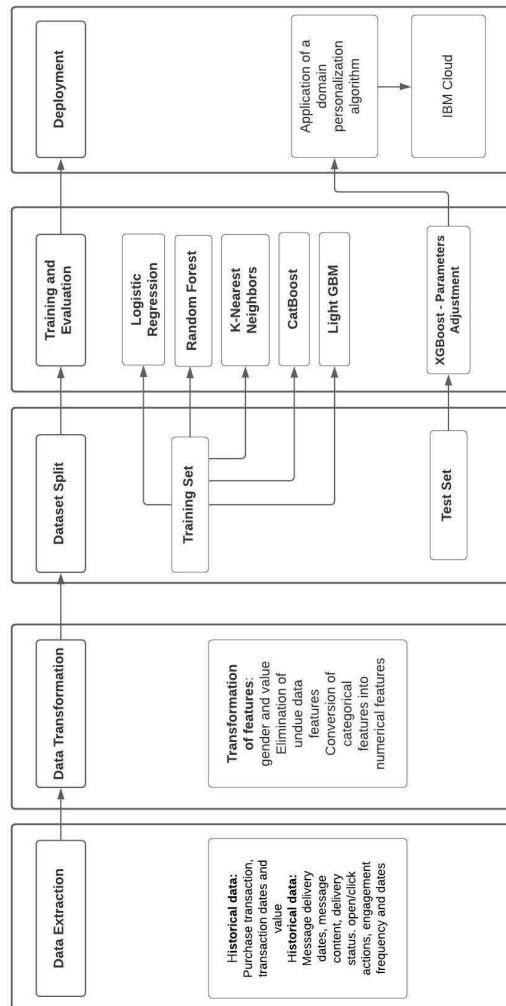 Data Extraction
Historical data:
Purchase transaction,
transaction dates and
value
Historical data:
Message delivery
dates, message
content, delivery
status. open/click
actions, engagement
frequency and dates
Data Transformation
Transformation
of features:
gender and value
Elimination of
undue data
features
Conversion of
categorical
features into
numerical features
Dataset Split
Training Set
Test Set
Training and
Evaluation
Logistic
Regression
Random Forest
K-Nearest
Neighbors
CatBoost
Light GBM
XGBoost - Parameters
Adjustment
Deployment
Application of a
domain
personalization
algorithm
IBM Cloud